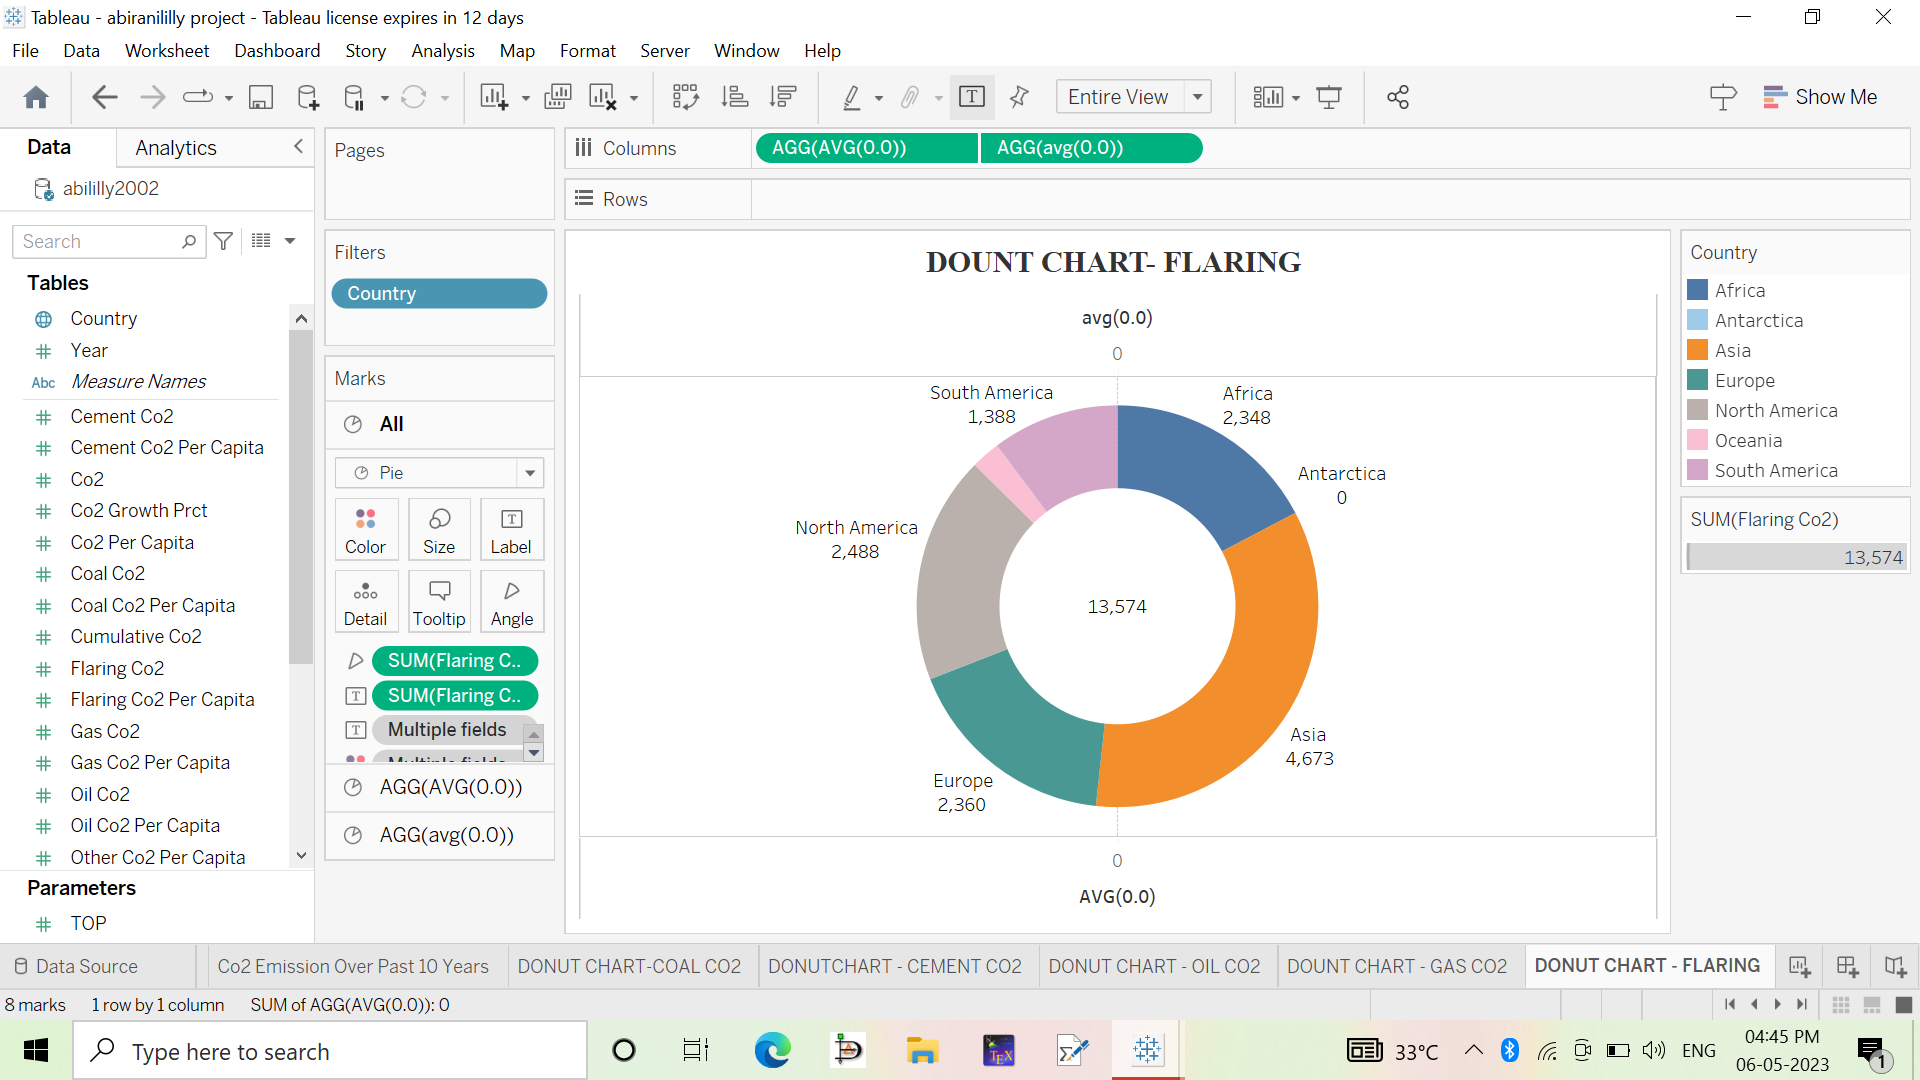 Tableau - abiranililly project - Tableau license expires in 12 days
File Data Worksheet Dashboard Story Analysis Map Format Server Window Help
Entire View
Show Me
Data Analytics
abililly2002
Search
Tables
Country
Year
Abc Measure Names
Cement Co2
Cement Co2 Per Capita
Co2
Co2 Growth Prct
Co2 Per Capita
Coal Co2
Coal Co2 Per Capita
Cumulative Co2
Flaring Co2
Flaring Co2 Per Capita
Gas Co2
Gas Co2 Per Capita
Oil Co2
Oil Co2 Per Capita
Other Co2 Per Capita
Parameters
TOP
Pages
Filters
Country
Marks
All
Pie
Color Size Label
Detail Tooltip Angle
SUM(Flaring C..
SUM(Flaring C..
Multiple fields
AGG(AVG(0.0))
AGG(avg(0.0))
Columns AGG(AVG(0.0)) AGG(avg(0.0))
Rows
DOUNT CHART- FLARING
avg(0.0)
0
South America
1,388
Africa
2,348
Antarctica
0
North America
2,488
13,574
Asia
4,673
Europe
2,360
0
AVG(0.0)
Country
Africa
Antarctica
Asia
Europe
North America
Oceania
South America
SUM(Flaring Co2)
13,574
Data Source Co2 Emission Over Past 10 Years DONUT CHART-COAL CO2 DONUTCHART - CEMENT CO2 DONUT CHART - OIL CO2 DOUNT CHART - GAS CO2 DONUT CHART - FLARING
8 marks 1 row by 1 column SUM of AGG(AVG(0.0)): 0
Type here to search
TEX
33°C
ENG
04:45 PM
06-05-2023
1